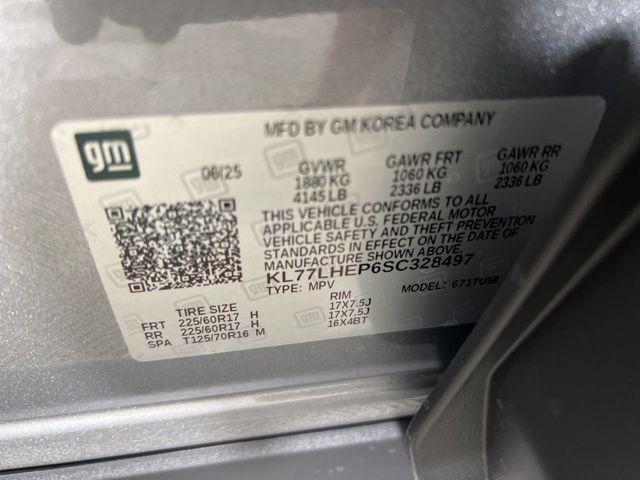 gm
MFD BY GM KOREA COMPANY
06/25 GVWR GAWR FRT GAWR RR
1880 KG 1060 KG 1060 KG
4145 LB 2336 LB 2336 LB
THIS VEHICLE CONFORMS TO ALL
APPLICABLE U.S. FEDERAL MOTOR
VEHICLE SAFETY AND THEFT PREVENTION
STANDARDS IN EFFECT ON THE DATE OF
MANUFACTURE SHOWN ABOVE.
KL77LHEP6SC328497
TYPE: MPV MODEL: 671TU58
TIRE SIZE RIM
FRT 225/60R17 H 17X7.5J
RR 225/60R17 H 17X7.5J
SPA T125/70R16 M 16X4BT